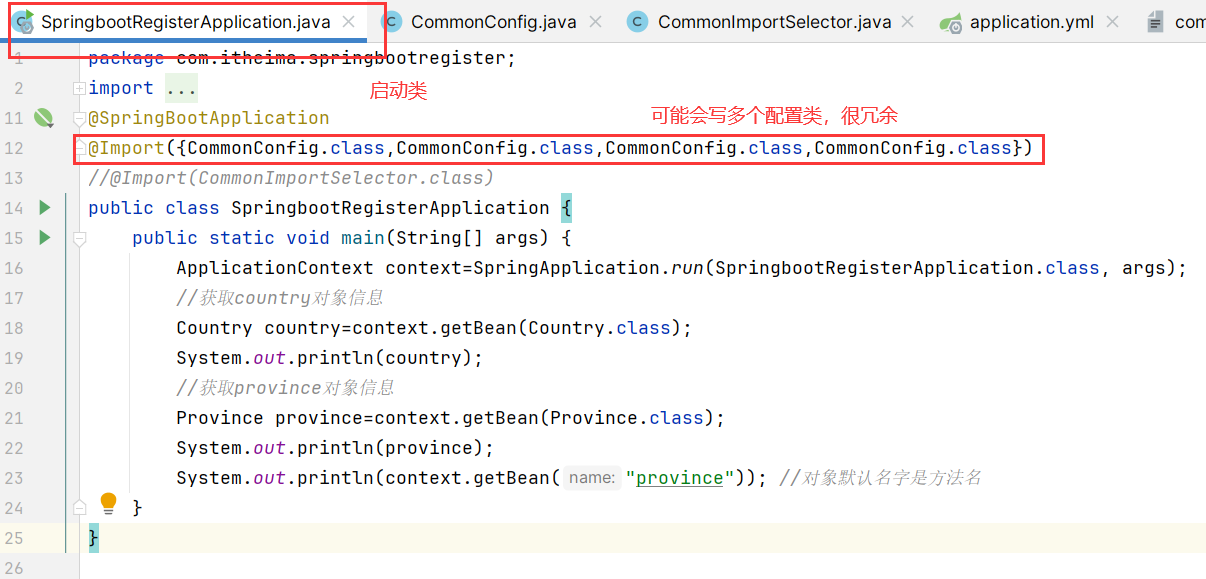 SpringbootRegisterApplication.java CommonConfig.java CommonImportSelector.java application.yml com
1 package com.itheima.springbootregister;
2 import ...
启动类
可能会写多个配置类，很冗余
11 @SpringBootApplication
12 @Import({CommonConfig.class,CommonConfig.class,CommonConfig.class,CommonConfig.class})
13 //@Import(CommonImportSelector.class)
14 public class SpringbootRegisterApplication {
15 public static void main(String[] args) {
16 ApplicationContext context=SpringApplication.run(SpringbootRegisterApplication.class, args);
17 //获取country对象信息
18 Country country=context.getBean(Country.class);
19 System.out.println(country);
20 //获取province对象信息
21 Province province=context.getBean(Province.class);
22 System.out.println(province);
23 System.out.println(context.getBean( name: "province")); //对象默认名字是方法名
24 }
25 }
26